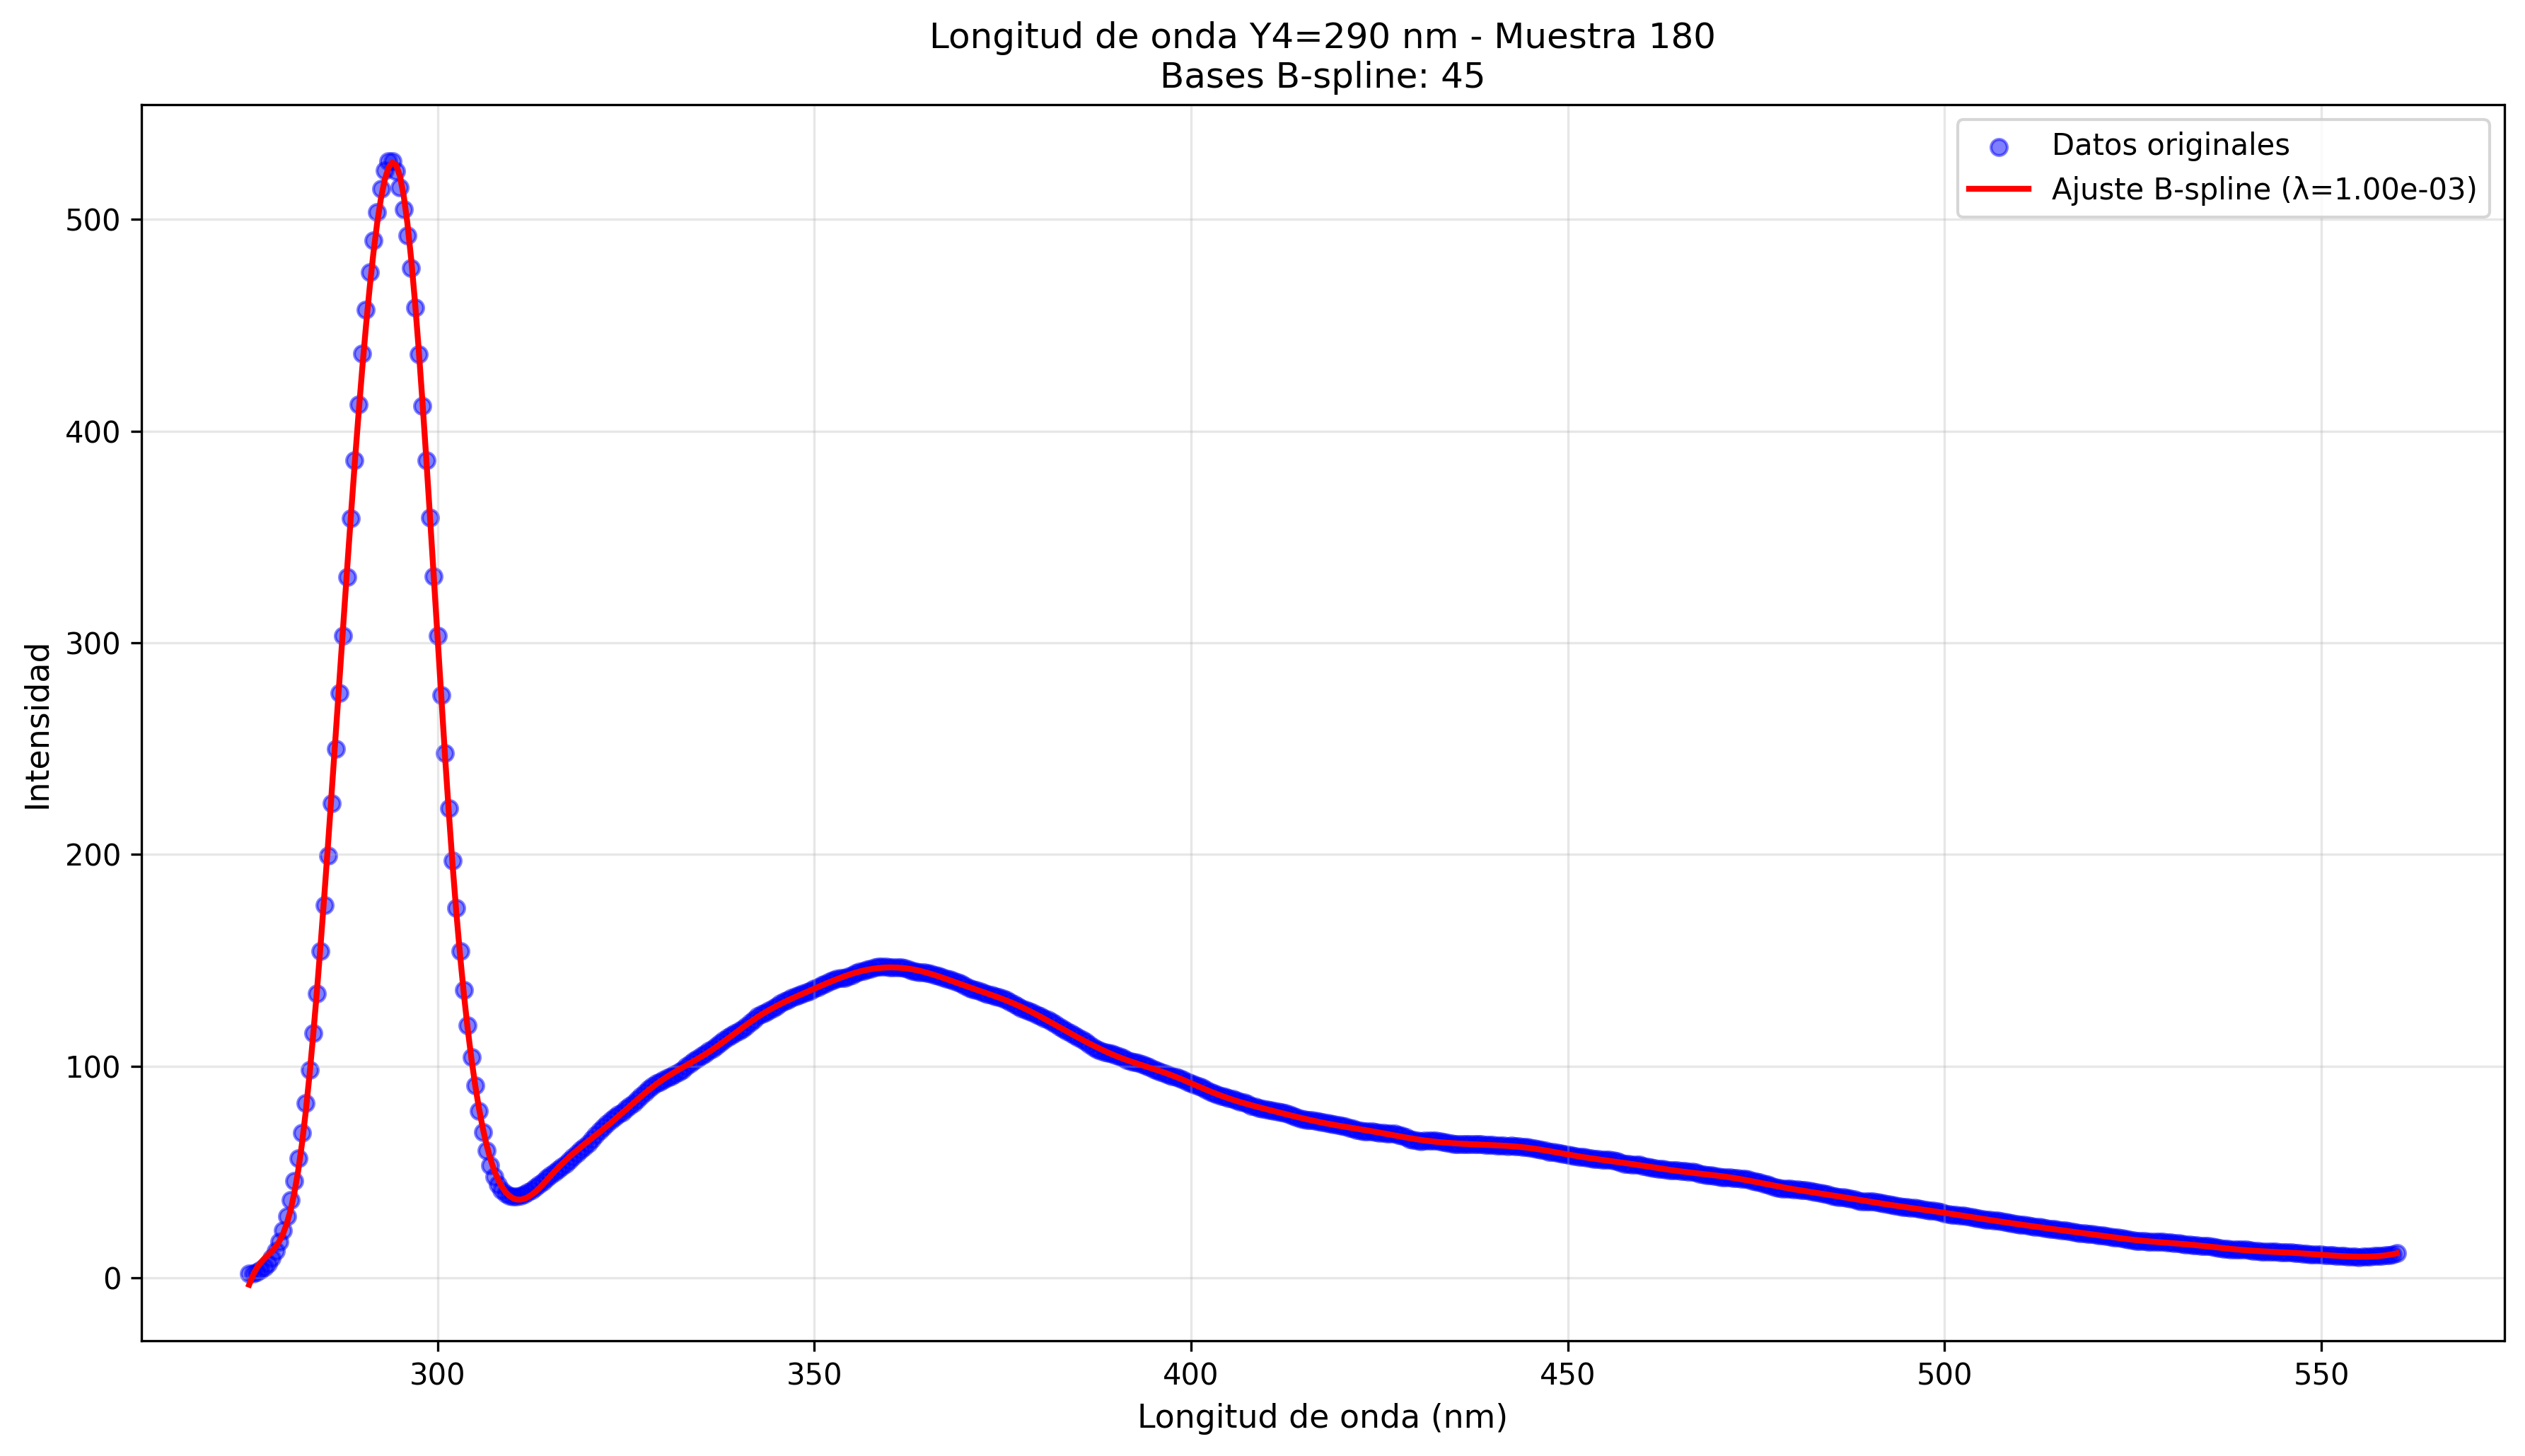 Longitud de onda Y4=290 nm - Muestra 180
Bases B-spline: 45
Datos originales
Ajuste B-spline (λ=1.00e-03)
Intensidad
500
400
300
200
100
0
300
350
400
450
500
550
Longitud de onda (nm)